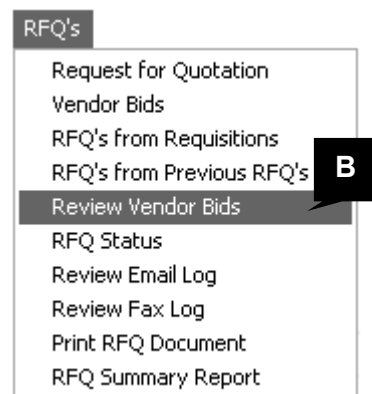 RFQ's
Request for Quotation
Vendor Bids
RFQ's from Requisitions
RFQ's from Previous RFQ's
B
Review Vendor Bids
RFQ Status
Review Email Log
Review Fax Log
Print RFQ Document
RFQ Summary Report